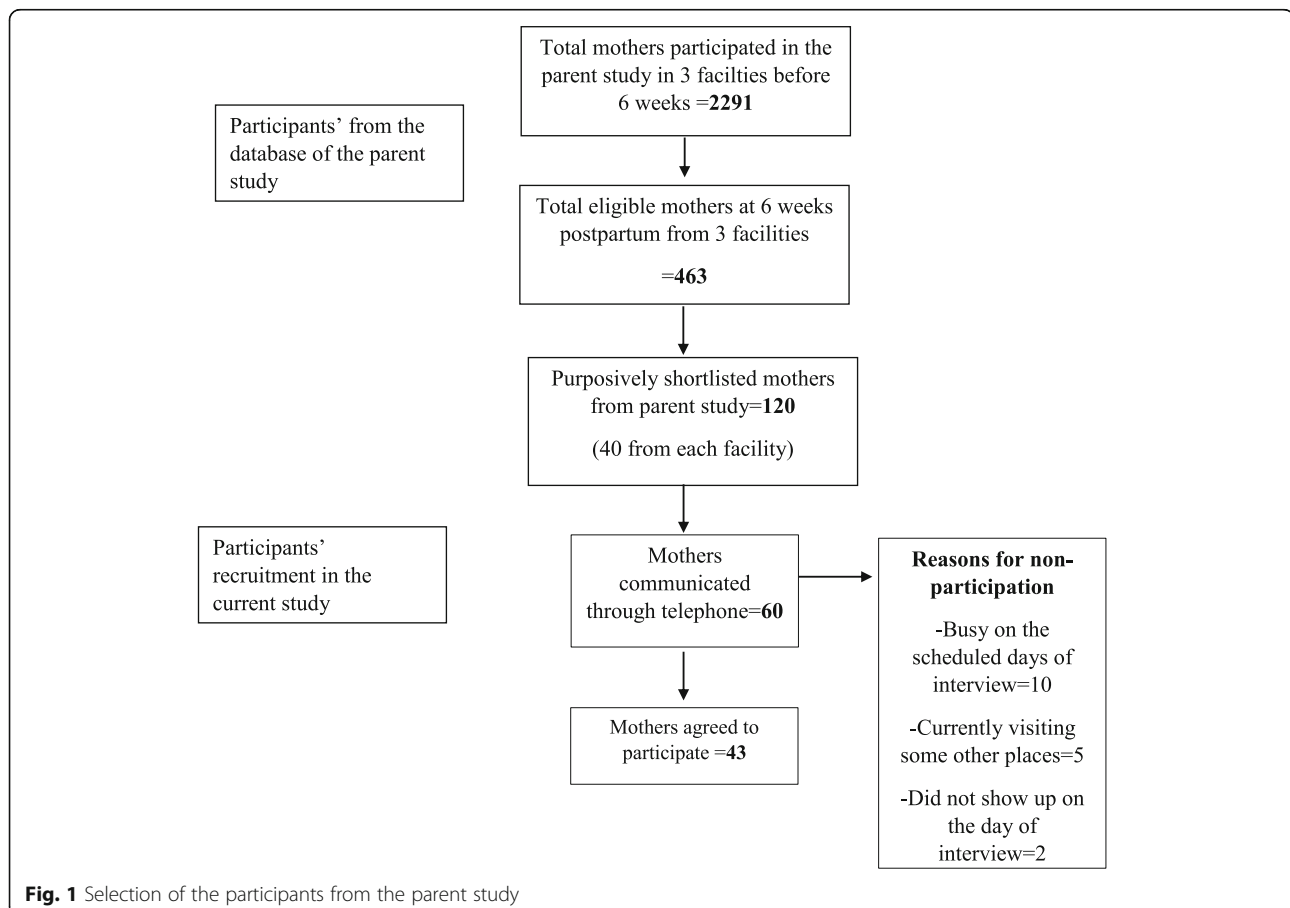 Total mothers participated in the
parent study in 3 facilties before
6 weeks =2291
Participants’ from the
database of the parent
study
Total eligible mothers at 6 weeks
postpartum from 3 facilities
=463
Purposively shortlisted mothers
from parent study=120
(40 from each facility)
Participants’
recruitment in the
current study
Mothers
communicated
through telephone=60
Reasons for non-
participation
-Busy on the
scheduled days of
interview=10
-Currently visiting
some other places=5
-Did not show up on
the day of
interview=2
Mothers agreed to
participate =43
Fig. 1 Selection of the participants from the parent study